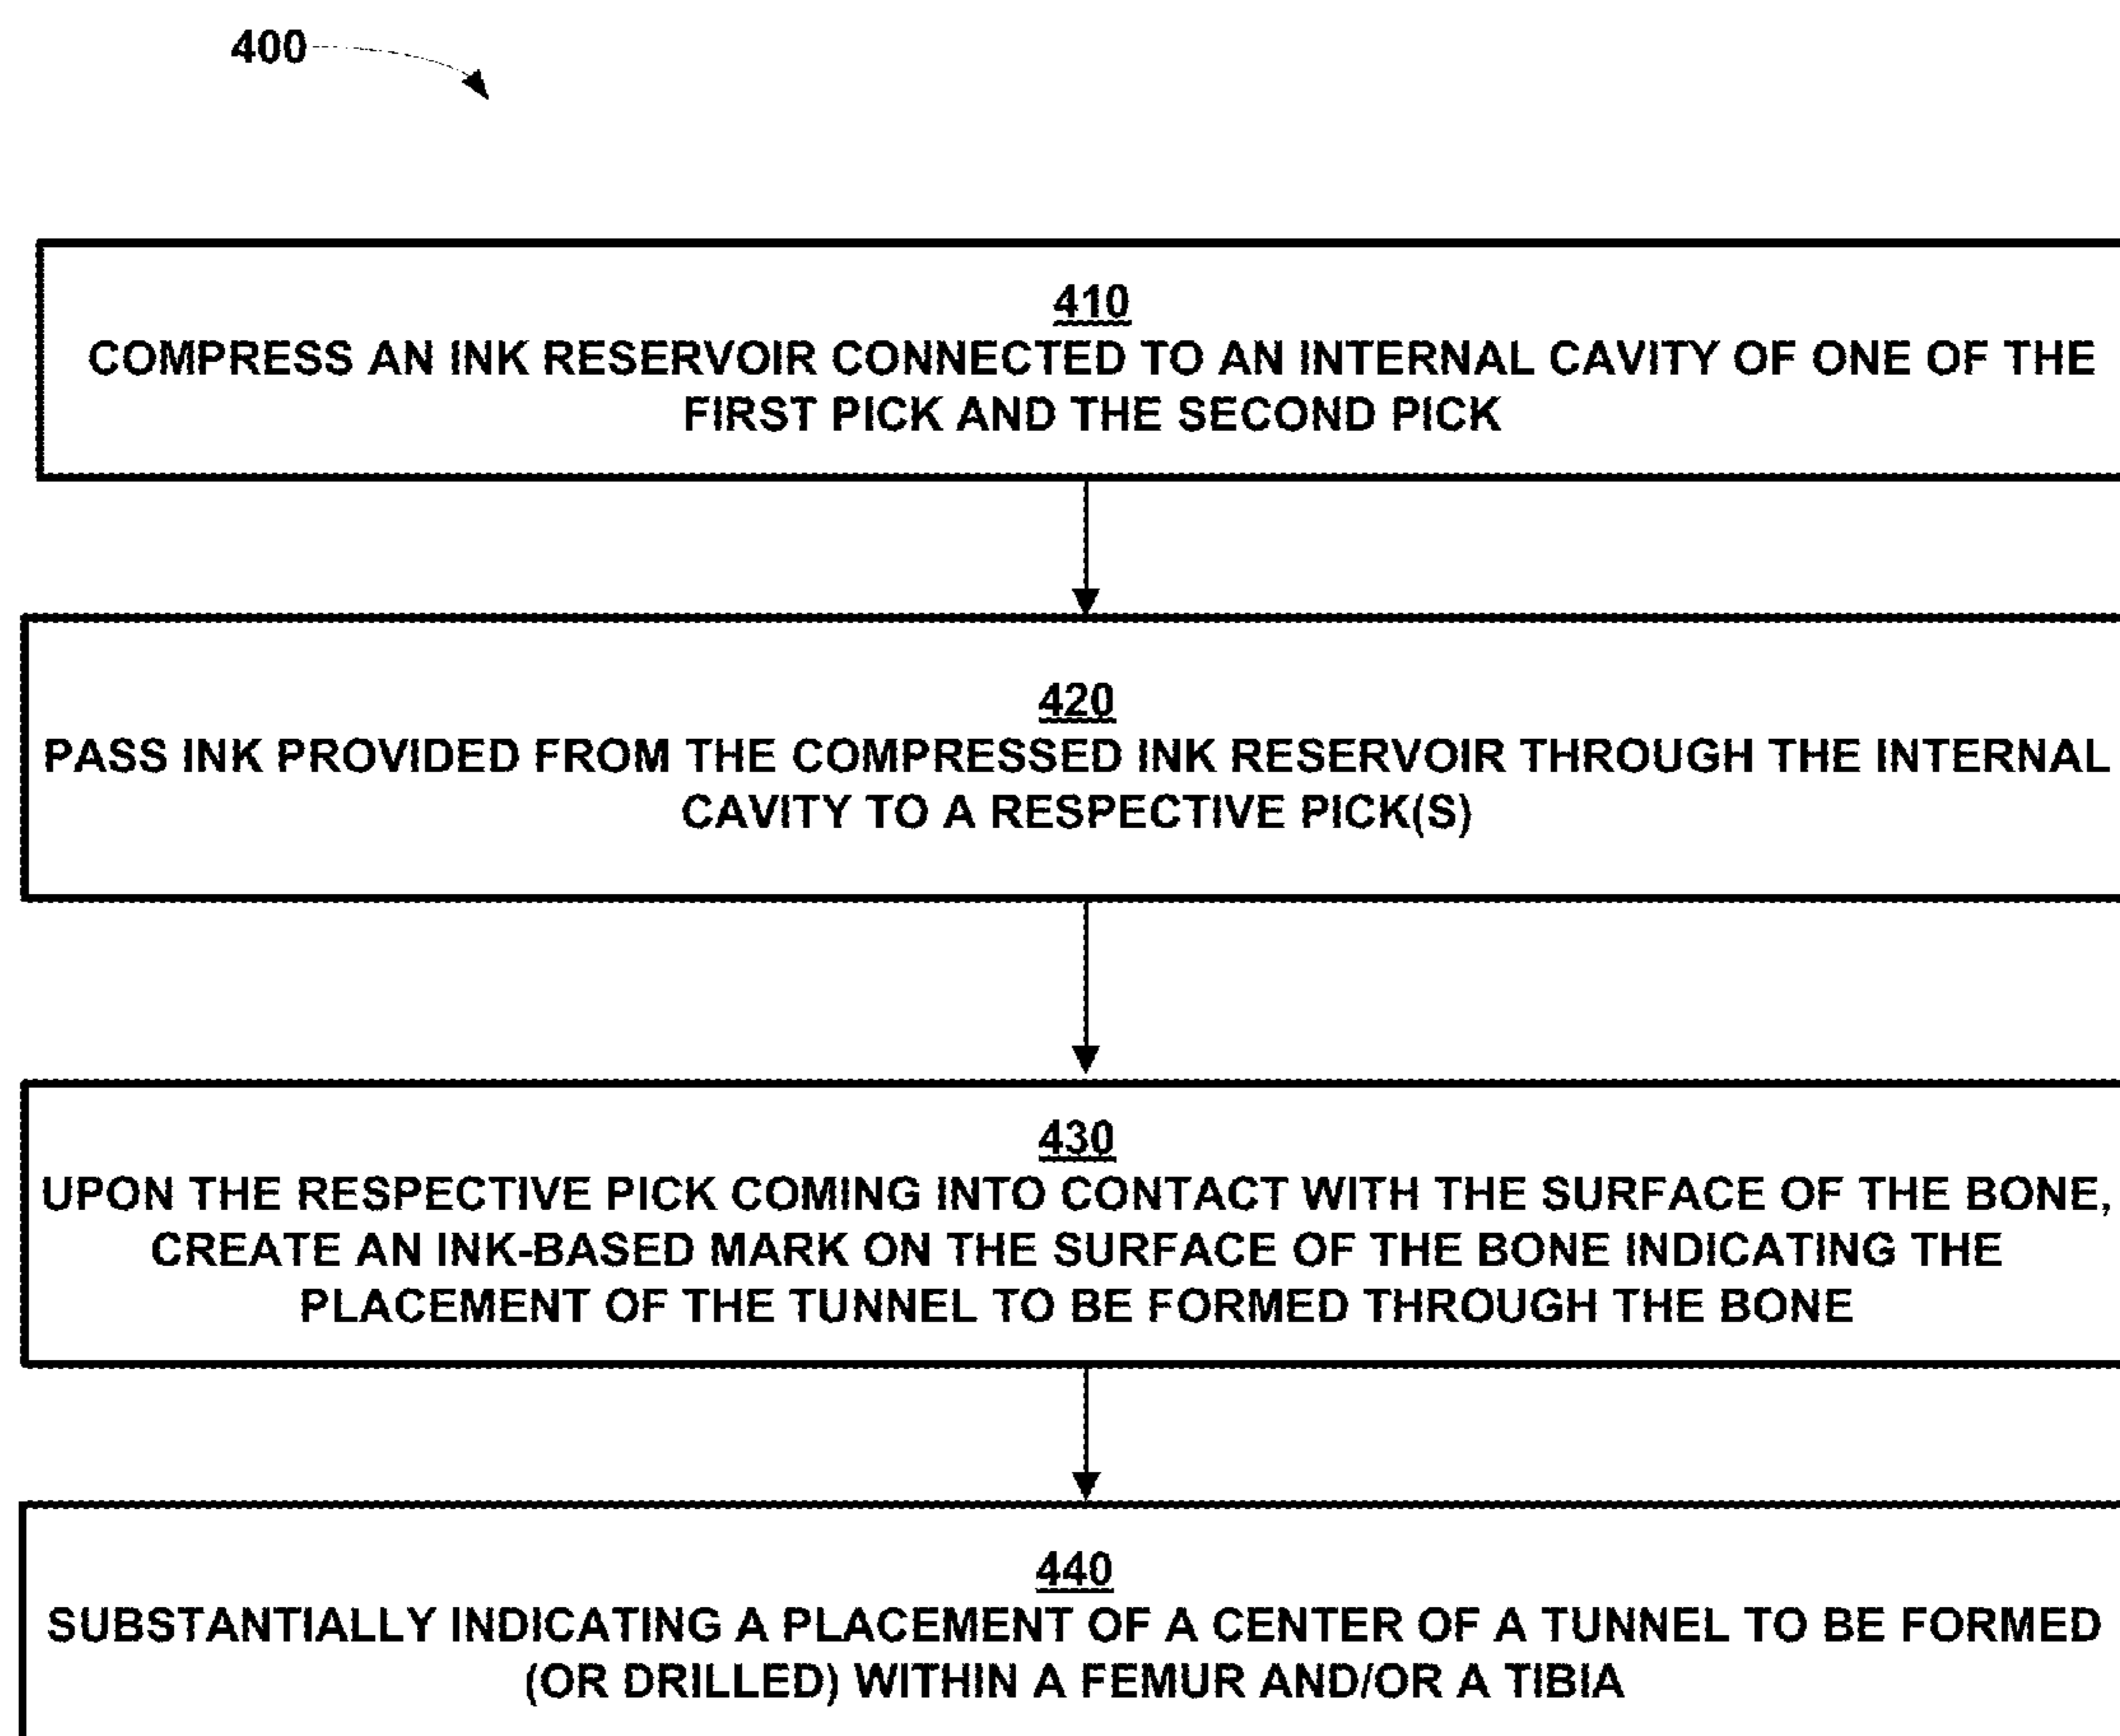 400
410
COMPRESS AN INK RESERVOIR CONNECTED TO AN INTERNAL CAVITY OF ONE OF THE
FIRST PICK AND THE SECOND PICK
420
PASS INK PROVIDED FROM THE COMPRESSED INK RESERVOIR THROUGH THE INTERNAL
CAVITY TO A RESPECTIVE PICK(S)
430
UPON THE RESPECTIVE PICK COMING INTO CONTACT WITH THE SURFACE OF THE BONE,
CREATE AN INK-BASED MARK ON THE SURFACE OF THE BONE INDICATING THE
PLACEMENT OF THE TUNNEL TO BE FORMED THROUGH THE BONE
440
SUBSTANTIALLY INDICATING A PLACEMENT OF A CENTER OF A TUNNEL TO BE FORMED
(OR DRILLED) WITHIN A FEMUR AND/OR A TIBIA